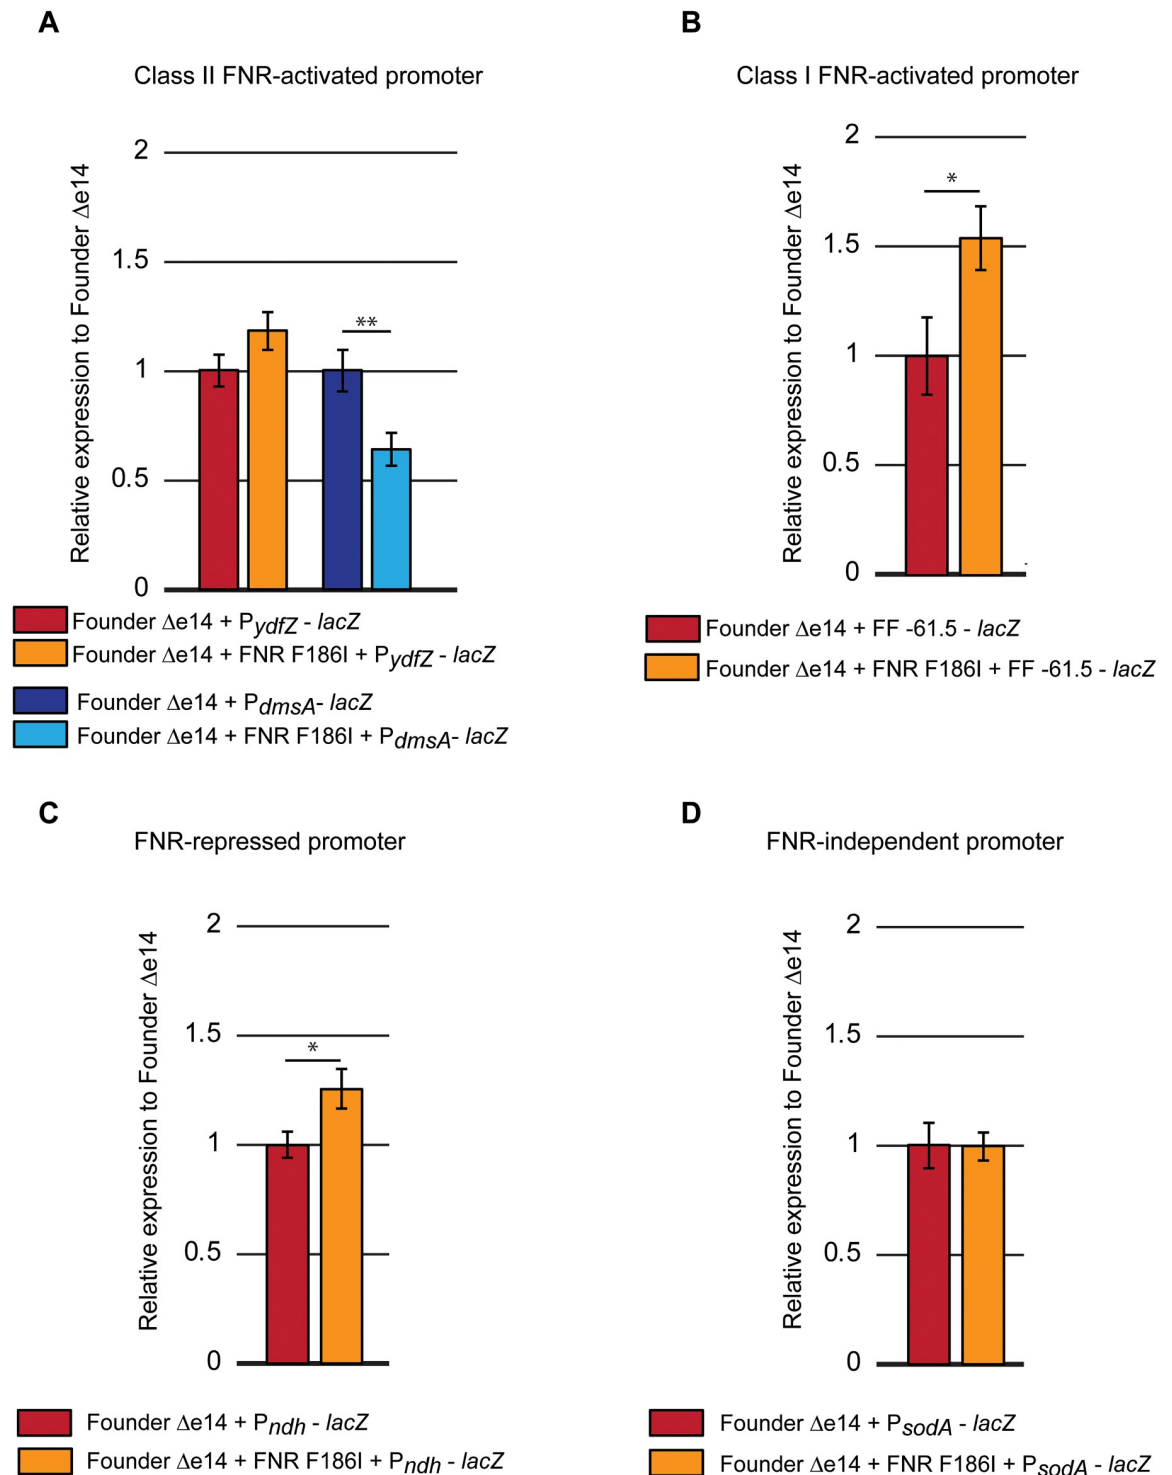 A
Class II FNR-activated promoter
Relative expression to Founder Δe14
2
1.5
1
0.5
0
**
Founder Δe14 + PydfZ - lacZ
Founder Δe14 + FNR F186I + PydfZ - lacZ
Founder Δe14 + PdmsA- lacZ
Founder Δe14 + FNR F186I + PdmsA- lacZ
B
Class I FNR-activated promoter
Relative expression to Founder Δe14
2
1.5
1
0.5
0
*
Founder Δe14 + FF -61.5 - lacZ
Founder Δe14 + FNR F186I + FF -61.5 - lacZ
C
FNR-repressed promoter
Relative expression to Founder Δe14
2
1.5
1
0.5
0
*
Founder Δe14 + Pndh - lacZ
Founder Δe14 + FNR F186I + Pndh - lacZ
D
FNR-independent promoter
Relative expression to Founder Δe14
2
1.5
1
0.5
0
Founder Δe14 + PsodA - lacZ
Founder Δe14 + FNR F186I + PsodA - lacZ